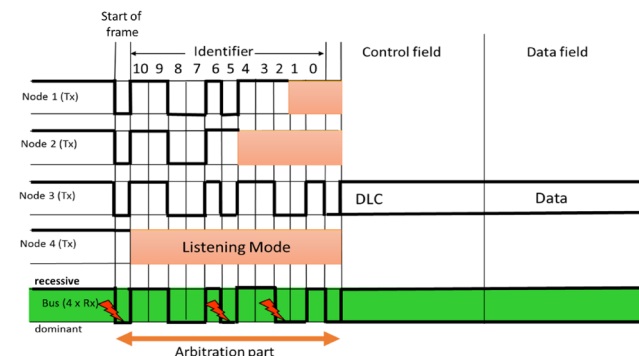 Start of
frame
Identifier
Control field
Data field
10 9 8 7 6 5 4 3 2 1 0
Node 1 (Tx)
Node 2 (Tx)
Node 3 (Tx)
DLC
Data
Node 4 (Tx)
Listening Mode
recessive
Bus (4 x Rx)
dominant
Arbitration part